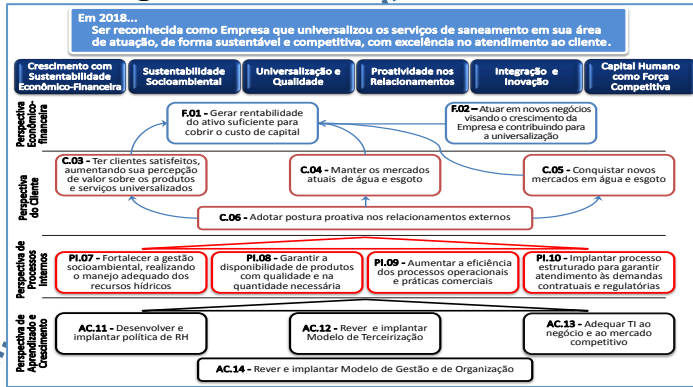 Em 2018...
Ser reconhecida como Empresa que universalizou os serviços de saneamento em sua área
de atuação, de forma sustentável e competitiva, com excelência no atendimento ao cliente.
Crescimento com
Sustentabilidade
Econômico-Financeira
Sustentabilidade
Socioambiental
Universalização e
Qualidade
Proatividade nos
Relacionamentos
Integração e
Inovação
Capital Humano
como Força
Competitiva
Perspectiva
Econômico-
financeira
F.01 - Gerar rentabilidade
do ativo suficiente para
cobrir o custo de capital
F.02 – Atuar em novos negócios
visando o crescimento da
Empresa e contribuindo para
a universalização
Perspectiva
do Cliente
C.03 - Ter clientes satisfeitos,
aumentando sua percepção
de valor sobre os produtos
e serviços universalizados
C.04 - Manter os mercados
atuais de água e esgoto
C.05 - Conquistar novos
mercados em água e esgoto
C.06 - Adotar postura proativa nos relacionamentos externos
Perspectiva de
Processos
Internos
PI.07 - Fortalecer a gestão
socioambiental, realizando
o manejo adequado dos
recursos hídricos
PI.08 - Garantir a
disponibilidade de produtos
com qualidade e na
quantidade necessária
PI.09 - Aumentar a eficiência
dos processos operacionais
e práticas comerciais
PI.10 - Implantar processo
estruturado para garantir
atendimento às demandas
contratuais e regulatórias
Perspectiva de
Aprendizado e
Crescimento
AC.11 - Desenvolver e
implantar política de RH
AC.12 - Rever e implantar
Modelo de Terceirização
AC.13 - Adequar TI ao
negócio e ao mercado
competitivo
AC.14 - Rever e implantar Modelo de Gestão e de Organização